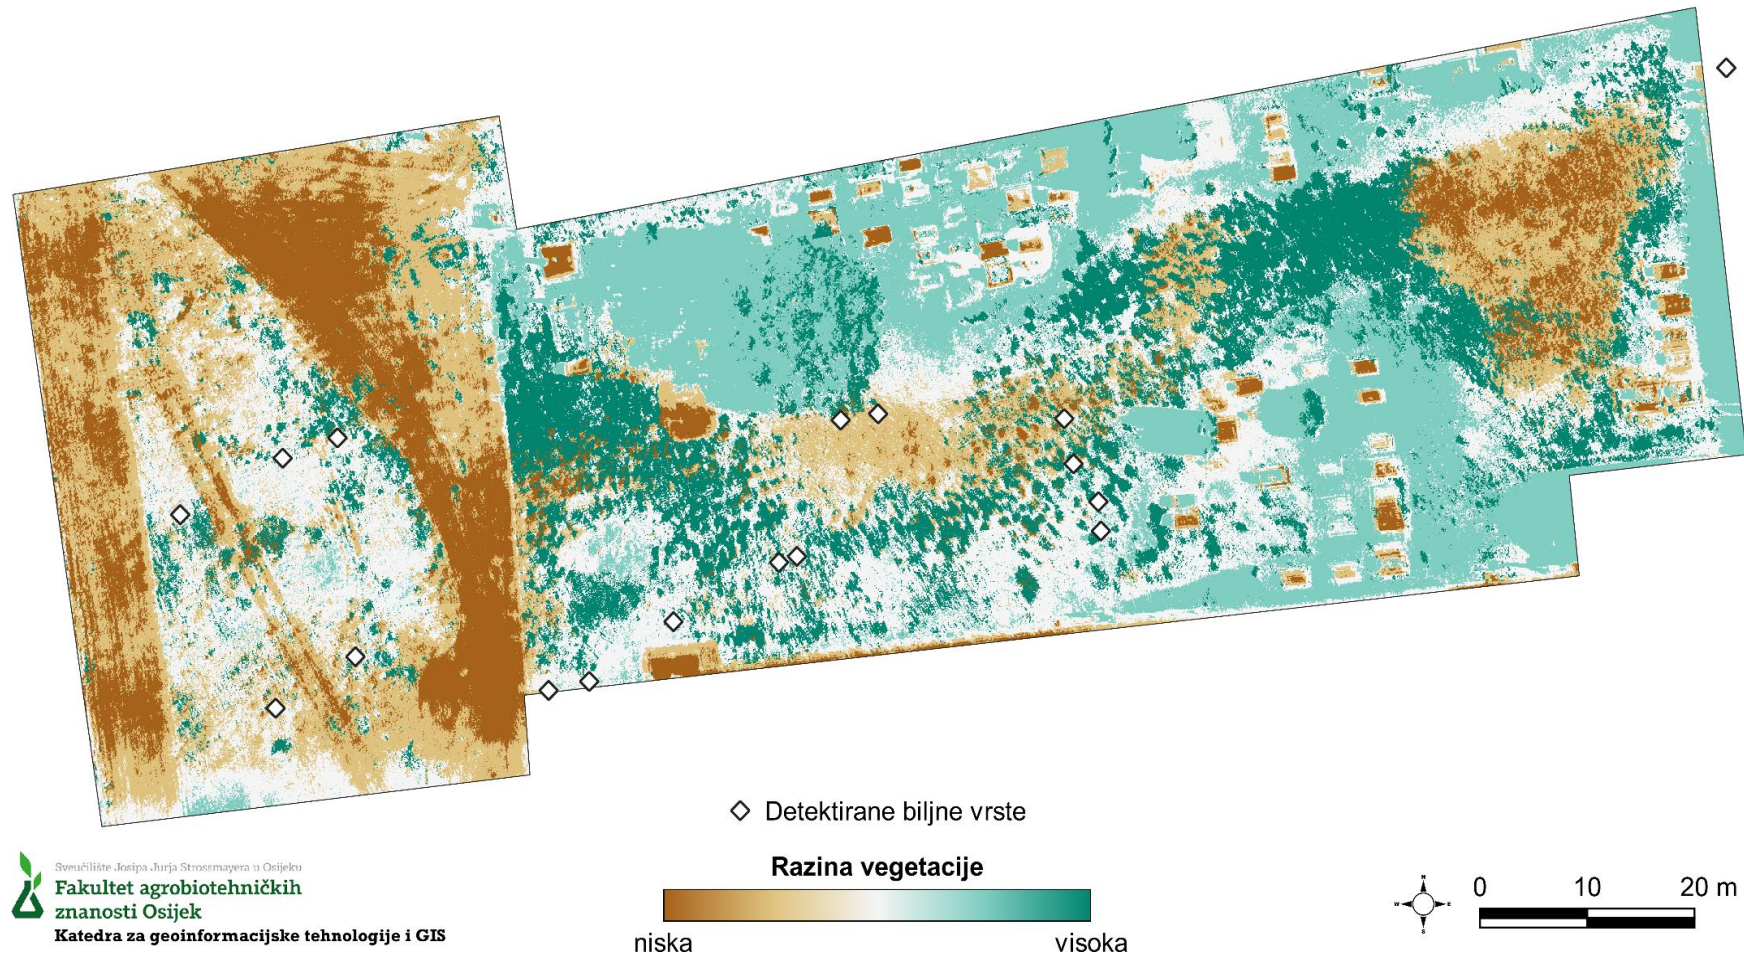 Detektirane biljne vrste
Razina vegetacije
niska
visoka
Sveučilište Josipa Jurja Strossmayera u Osijeku
Fakultet agrobiotehničkih
znanosti Osijek
Katedra za geoinformacijske tehnologije i GIS
N
W
E
S
0
10
20 m